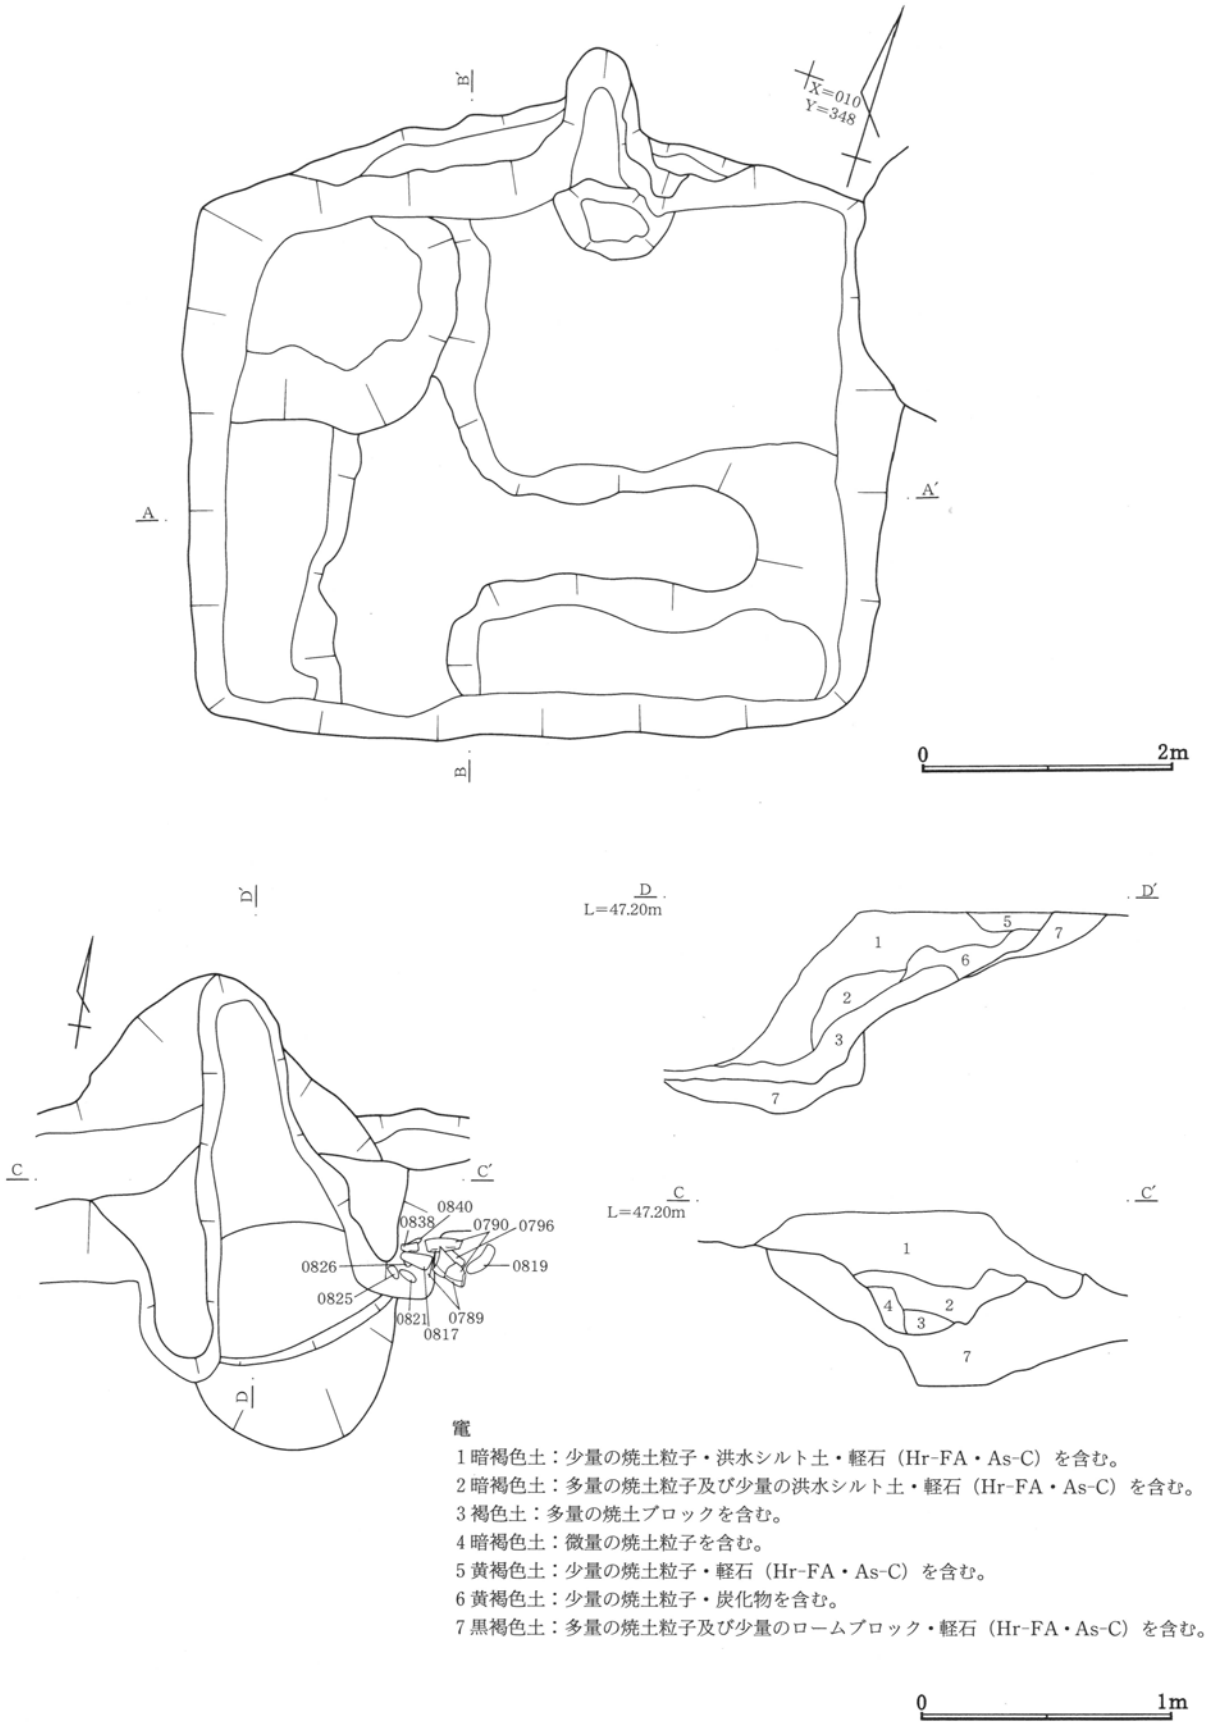 B′
X=010
Y=348
A
A′
B
0 2m
D′
D
D′
L=47.20m
5
7
1
6
2
3
7
C
C′
C
C′
L=47.20m
0840
0838
0790
0796
0826
0819
0825
0821
0789
0817
1
4
2
3
7
D
竃
1 暗褐色土：少量の焼土粒子・洪水シルト土・軽石（Hr-FA・As-C）を含む。
2 暗褐色土：多量の焼土粒子及び少量の洪水シルト土・軽石（Hr-FA・As-C）を含む。
3 褐色土：多量の焼土ブロックを含む。
4 暗褐色土：微量の焼土粒子を含む。
5 黄褐色土：少量の焼土粒子・軽石（Hr-FA・As-C）を含む。
6 黄褐色土：少量の焼土粒子・炭化物を含む。
7 黒褐色土：多量の焼土粒子及び少量のロームブロック・軽石（Hr-FA・As-C）を含む。
0 1m